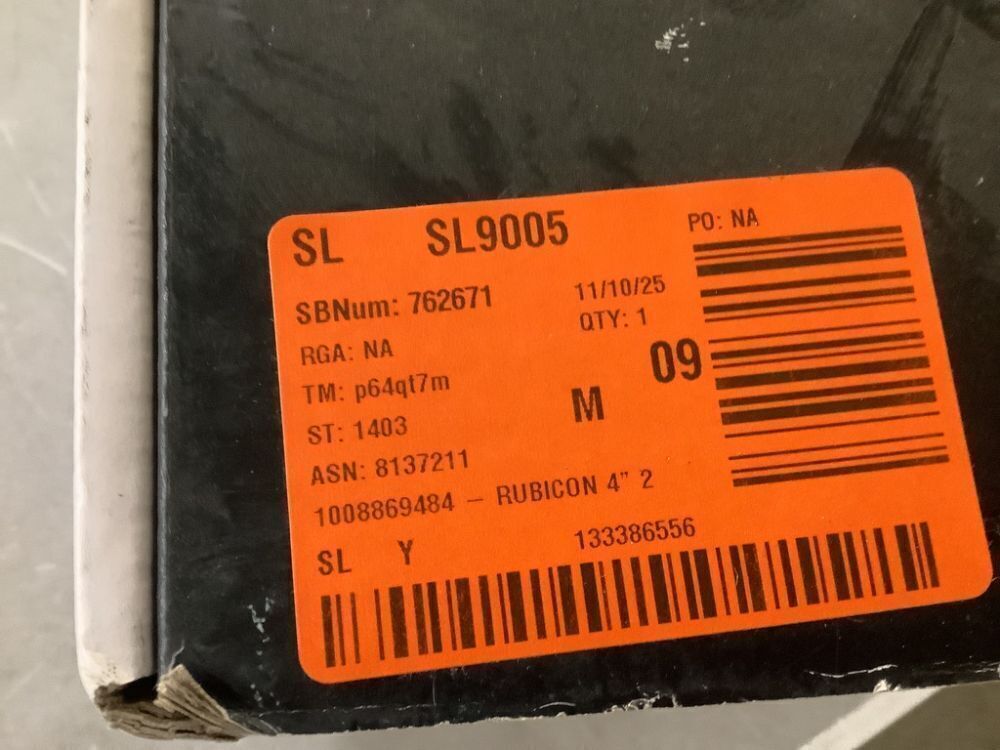 SL SL9005 PO: NA
SBNum: 762671 11/10/25
RGA: NA QTY: 1
TM: p64qt7m 09
ST: 1403 M
ASN: 8137211
1008869484 - RUBICON 4" 2
SL Y 133386556